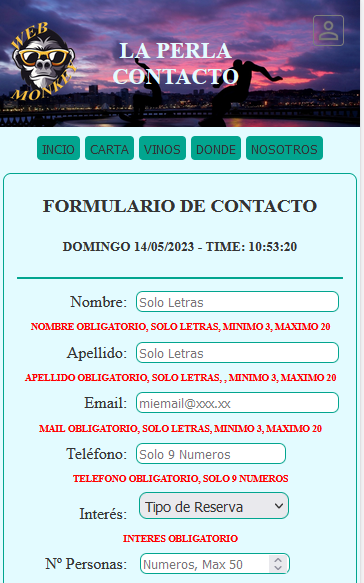 WEB
MONKEY
LA PERLA
CONTACTO
INCIO CARTA VINOS DONDE NOSOTROS
FORMULARIO DE CONTACTO
DOMINGO 14/05/2023 - TIME: 10:53:20
Nombre: Solo Letras
NOMBRE OBLIGATORIO, SOLO LETRAS, MINIMO 3, MAXIMO 20
Apellido: Solo Letras
APELLIDO OBLIGATORIO, SOLO LETRAS, , MINIMO 3, MAXIMO 20
Email: miemail@xxx.xx
MAIL OBLIGATORIO, SOLO LETRAS, MINIMO 3, MAXIMO 20
Teléfono: Solo 9 Numeros
TELEFONO OBLIGATORIO, SOLO 9 NUMEROS
Interés: Tipo de Reserva
INTERES OBLIGATORIO
Nº Personas: Numeros, Max 50